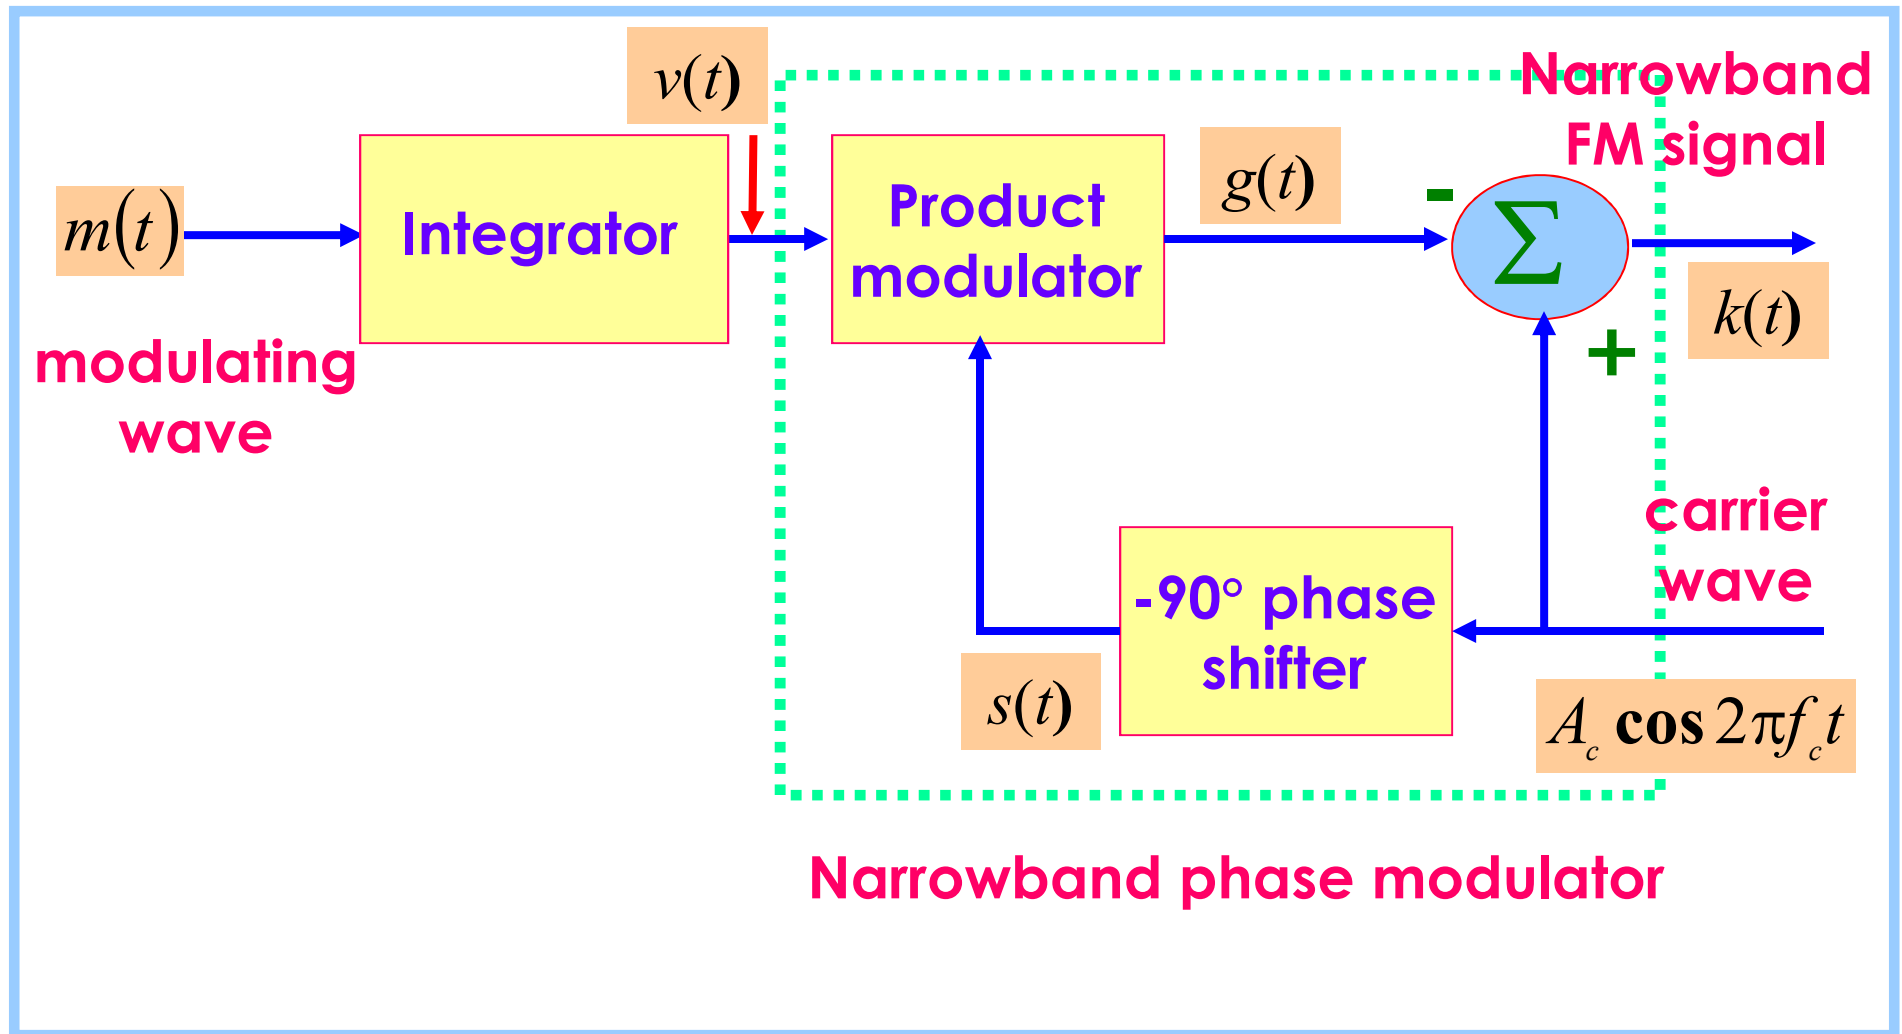 v(t)
Narrowband
FM signal
m(t)
Integrator
Product
modulator
g(t)
-
Σ
k(t)
+
modulating
wave
carrier
wave
-90° phase
shifter
s(t)
A_c cos 2πf_c t
Narrowband phase modulator